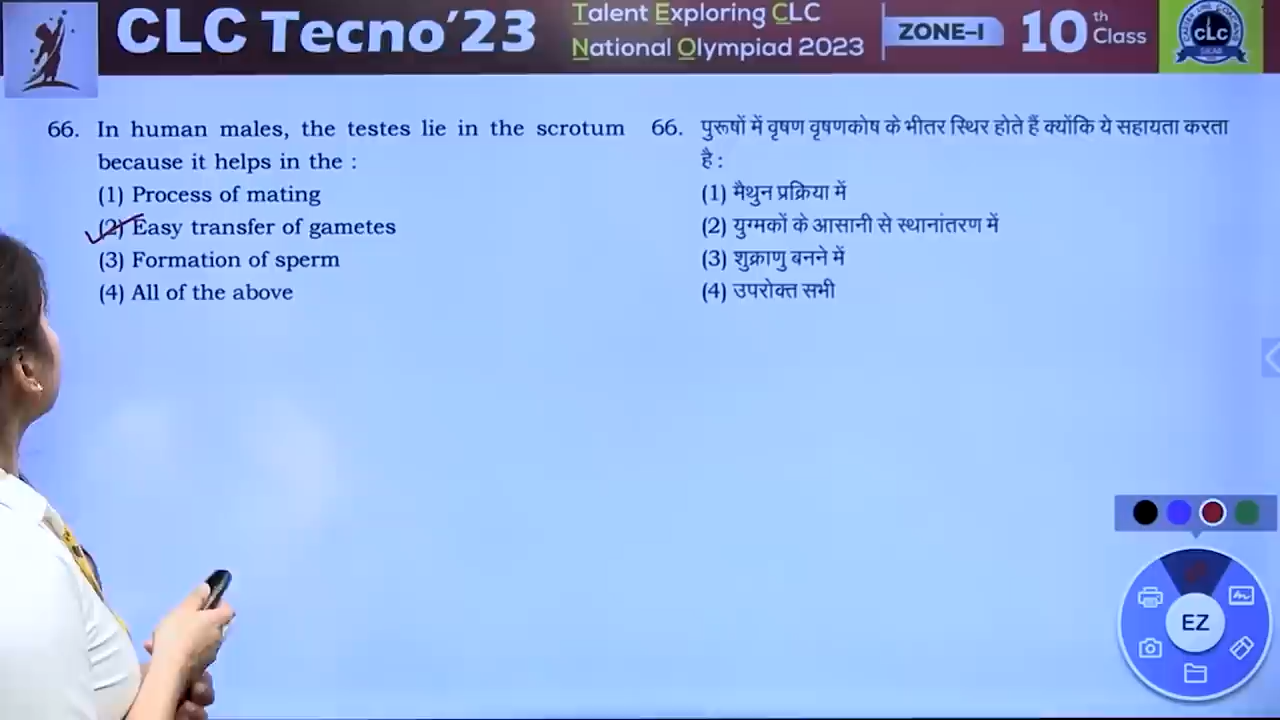 CLC Tecno'23
Talent Exploring CLC
National Olympiad 2023
ZONE-I
10th Class
CLC
66. In human males, the testes lie in the scrotum
because it helps in the :
(1) Process of mating
(2) Easy transfer of gametes
(3) Formation of sperm
(4) All of the above
66. पुरूषों में वृषण वृषणकोष के भीतर स्थिर होते हैं क्योंकि ये सहायता करता
है :
(1) मैथुन प्रक्रिया में
(2) युग्मकों के आसानी से स्थानांतरण में
(3) शुक्राणु बनने में
(4) उपरोक्त सभी
EZ